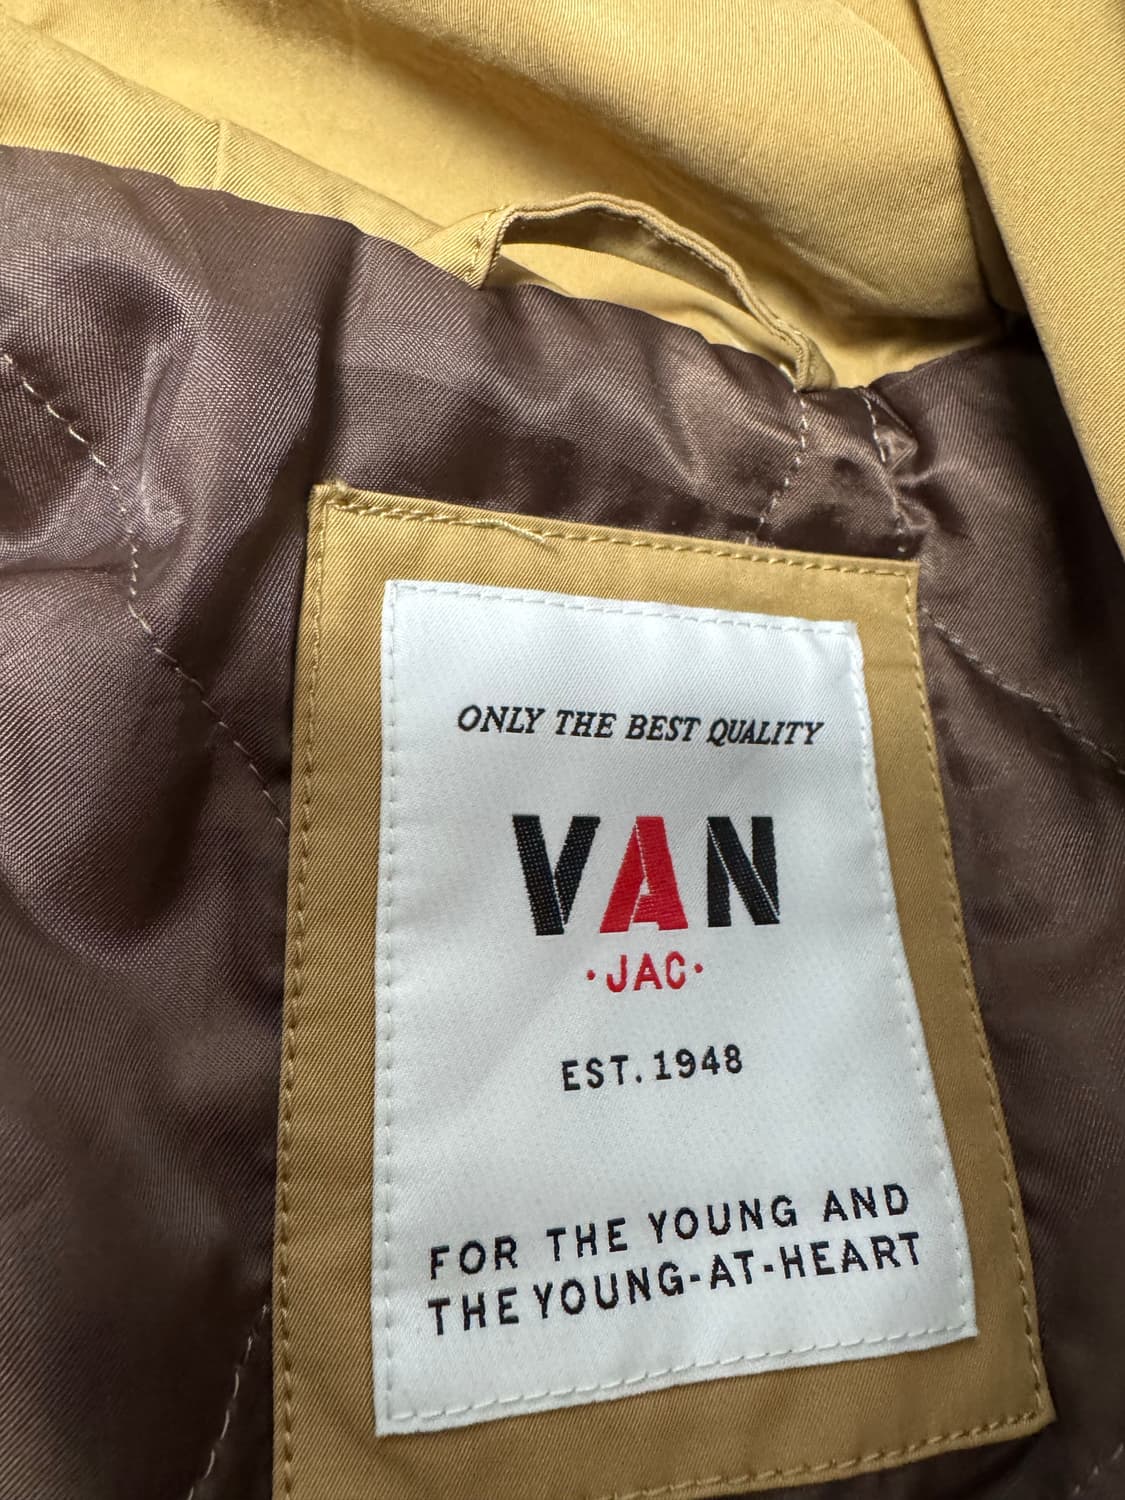 ONLY THE BEST QUALITY
VAN
·JAC·
EST. 1948
FOR THE YOUNG AND
THE YOUNG-AT-HEART